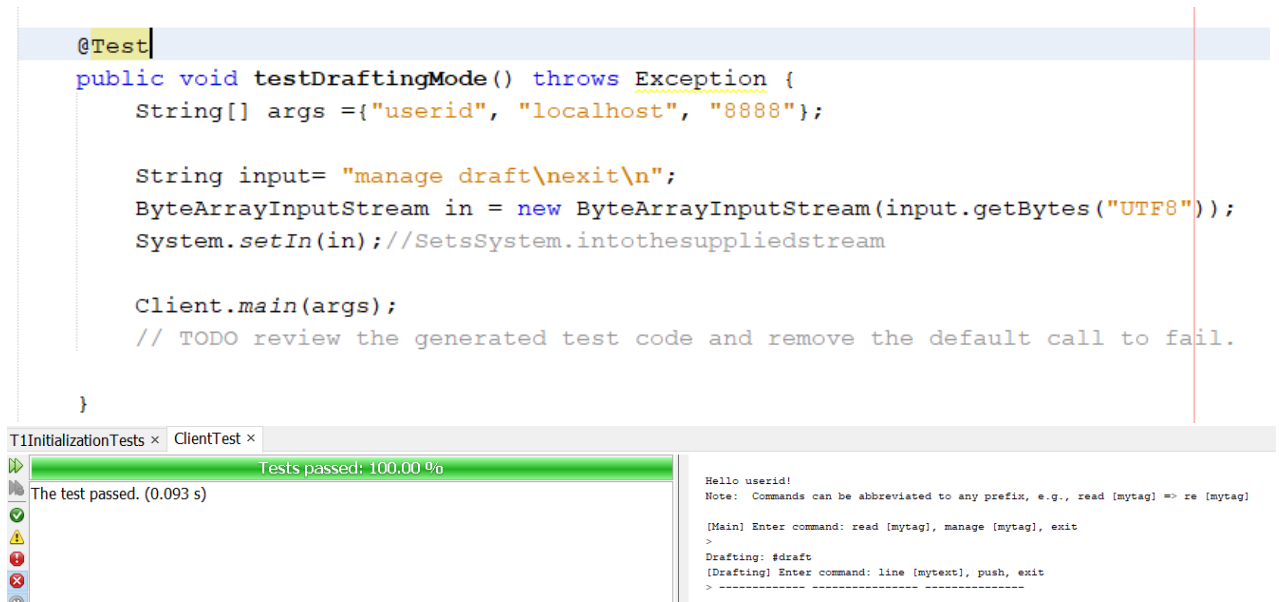 @Test
public void testDraftingMode() throws Exception {
String[] args ={"userid", "localhost", "8888"};
String input= "manage draft\nexit\n";
ByteArrayInputStream in = new ByteArrayInputStream(input.getBytes("UTF8"));
System.setIn(in);//SetsSystem.intothesuppliedstream
Client.main(args);
// TODO review the generated test code and remove the default call to fail.
}
T1InitializationTests × ClientTest ×
Tests passed: 100.00 %
The test passed. (0.093 s)
Hello userid!
Note:  Commands can be abbreviated to any prefix, e.g., read [mytag] => re [mytag]
[Main] Enter command: read [mytag], manage [mytag], exit
>
Drafting: #draft
[Drafting] Enter command: line [mytext], push, exit
> ------------- ---------------- ---------------